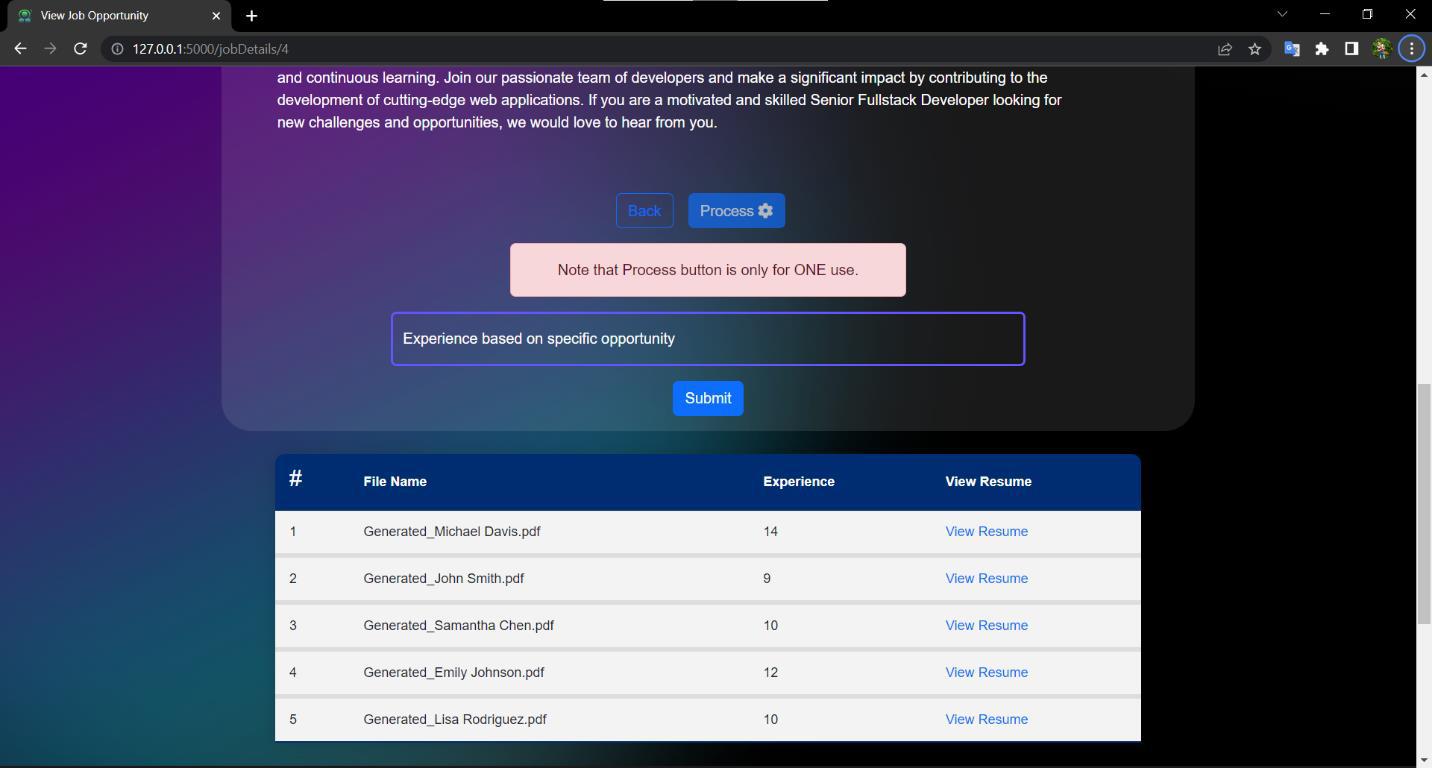 View Job Opportunity
127.0.0.1:5000/jobDetails/4
and continuous learning. Join our passionate team of developers and make a significant impact by contributing to the
development of cutting-edge web applications. If you are a motivated and skilled Senior Fullstack Developer looking for
new challenges and opportunities, we would love to hear from you.
Back Process
Note that Process button is only for ONE use.
Experience based on specific opportunity
Submit
# File Name Experience View Resume
1 Generated_Michael Davis.pdf 14 View Resume
2 Generated_John Smith.pdf 9 View Resume
3 Generated_Samantha Chen.pdf 10 View Resume
4 Generated_Emily Johnson.pdf 12 View Resume
5 Generated_Lisa Rodriguez.pdf 10 View Resume